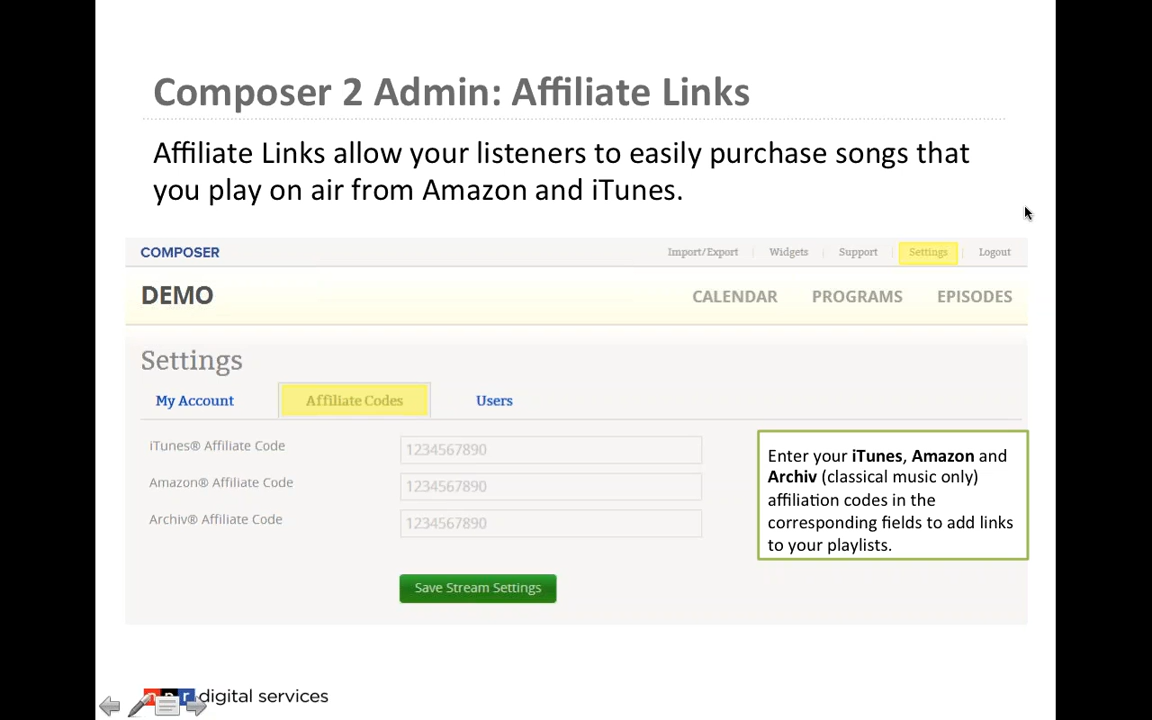 Composer 2 Admin: Affiliate Links
Affiliate Links allow your listeners to easily purchase songs that
you play on air from Amazon and iTunes.
COMPOSER
Import/Export Widgets Support Settings Logout
DEMO
CALENDAR PROGRAMS EPISODES
Settings
My Account Affiliate Codes Users
iTunes® Affiliate Code 1234567890
Amazon® Affiliate Code 1234567890
Archiv® Affiliate Code 1234567890
Save Stream Settings
Enter your iTunes, Amazon and
Archiv (classical music only)
affiliation codes in the
corresponding fields to add links
to your playlists.
digital services